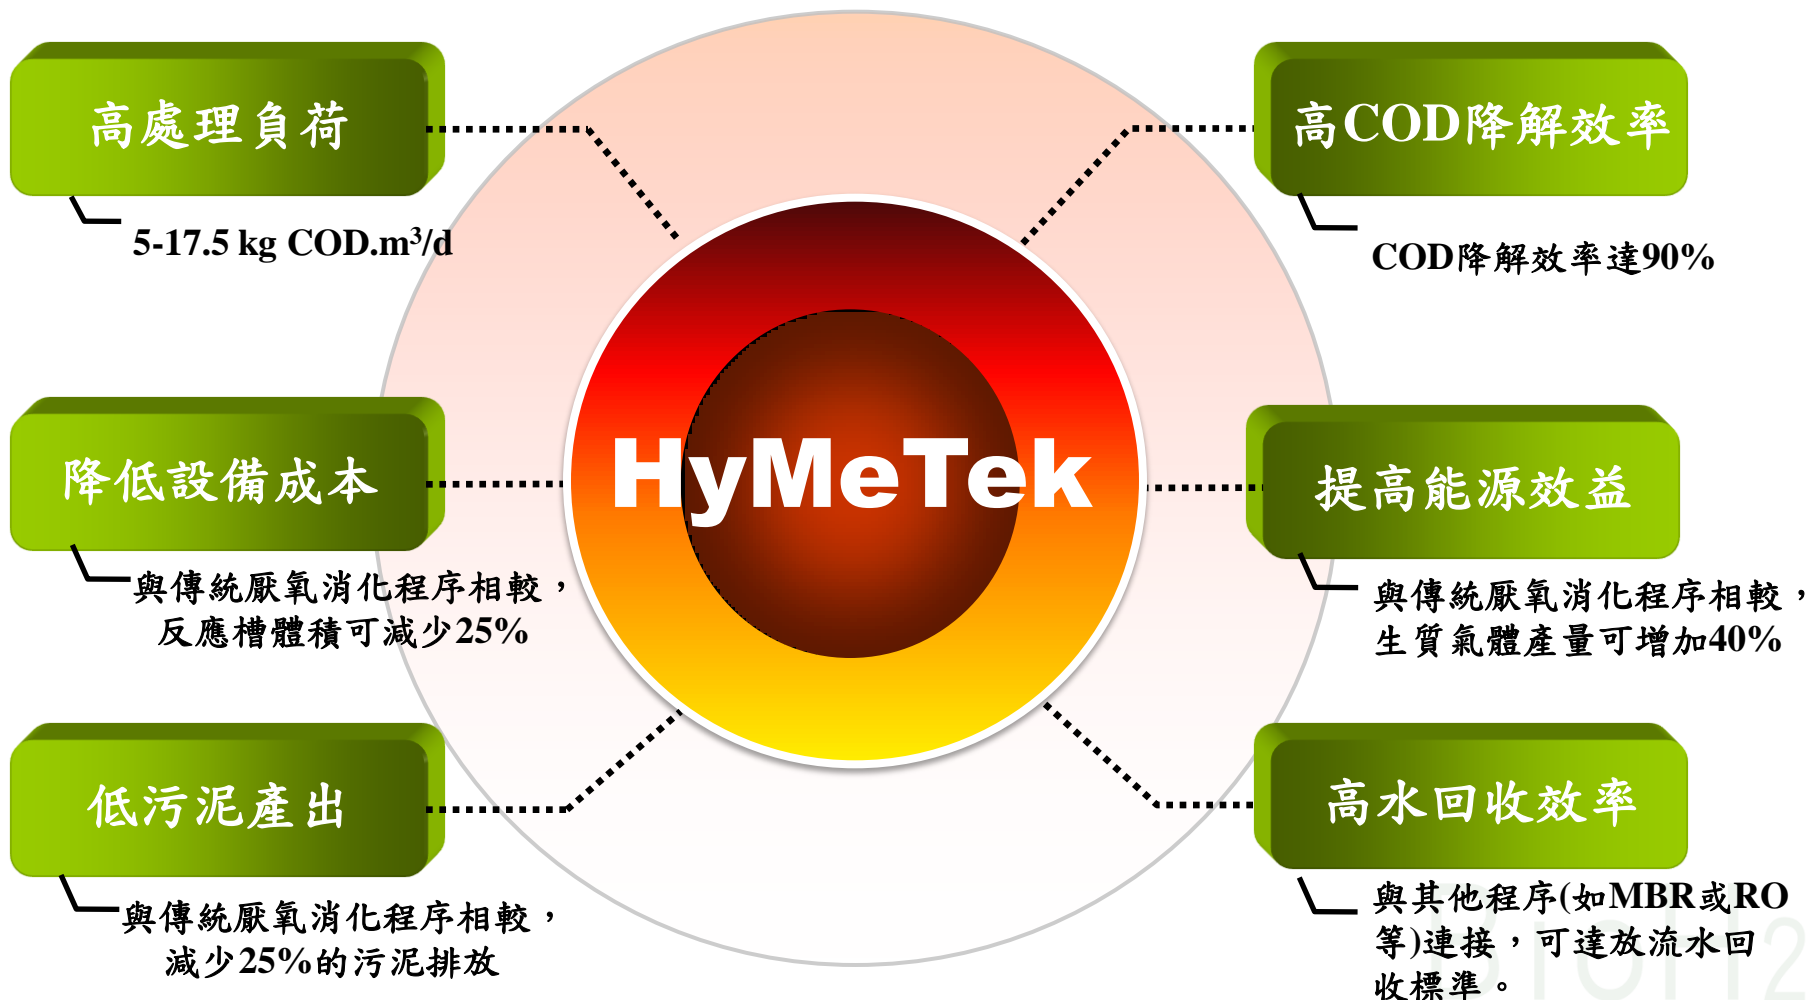 高處理負荷
5-17.5 kg COD.m³/d
降低設備成本
與傳統厭氧消化程序相較，
反應槽體積可減少25%
低污泥產出
與傳統厭氧消化程序相較，
減少25%的污泥排放
HyMeTek
高COD降解效率
COD降解效率達90%
提高能源效益
與傳統厭氧消化程序相較，
生質氣體產量可增加40%
高水回收效率
與其他程序(如MBR或RO
等)連接，可達放流水回
收標準。
BioH2